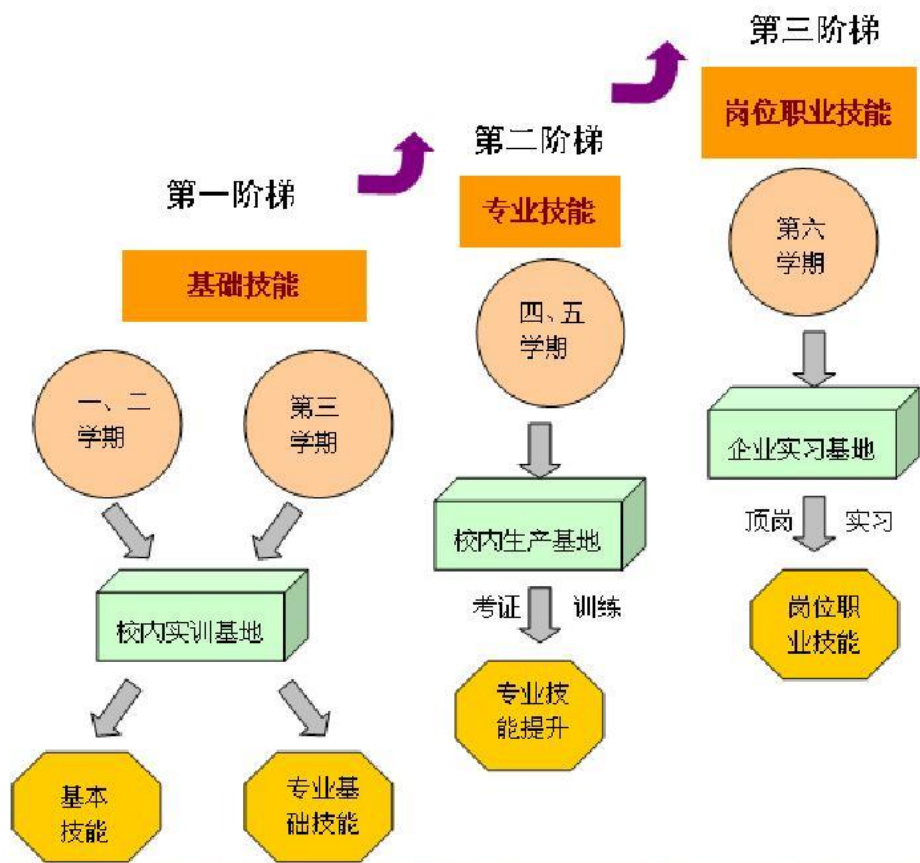 第一阶梯
基础技能
一、二
学期
第三
学期
校内实训基地
基本
技能
专业基
础技能
第二阶梯
专业技能
四、五
学期
校内生产基地
考证 训练
专业技
能提升
第三阶梯
岗位职业技能
第六
学期
企业实习基地
顶岗 实习
岗位职
业技能